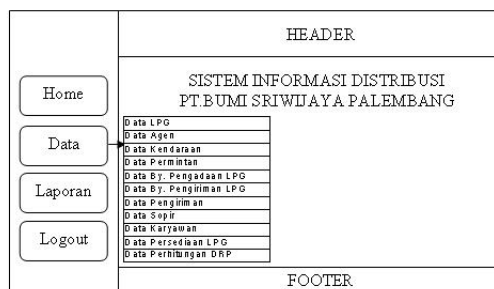 HEADER
SISTEM INFORMASI DISTRIBUSI
PT.BUMI SRIWIJAYA PALEMBANG
Home
Data
Laporan
Logout
Data LPG
Data Agen
Data Kendaraan
Data Permintan
Data By. Pengadaan LPG
Data By. Pengiriman LPG
Data Pengiriman
Data Sopir
Data Karyawan
Data Persediaan LPG
Data Perhitungan DRP
FOOTER